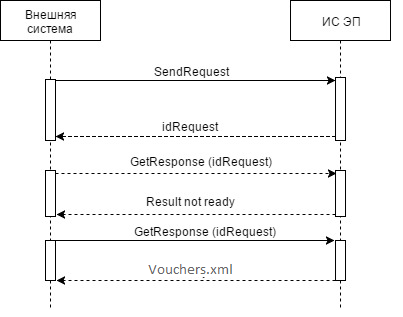 Внешняя
система
ИС ЭП
SendRequest
idRequest
GetResponse (idRequest)
Result not ready
GetResponse (idRequest)
Vouchers.xml